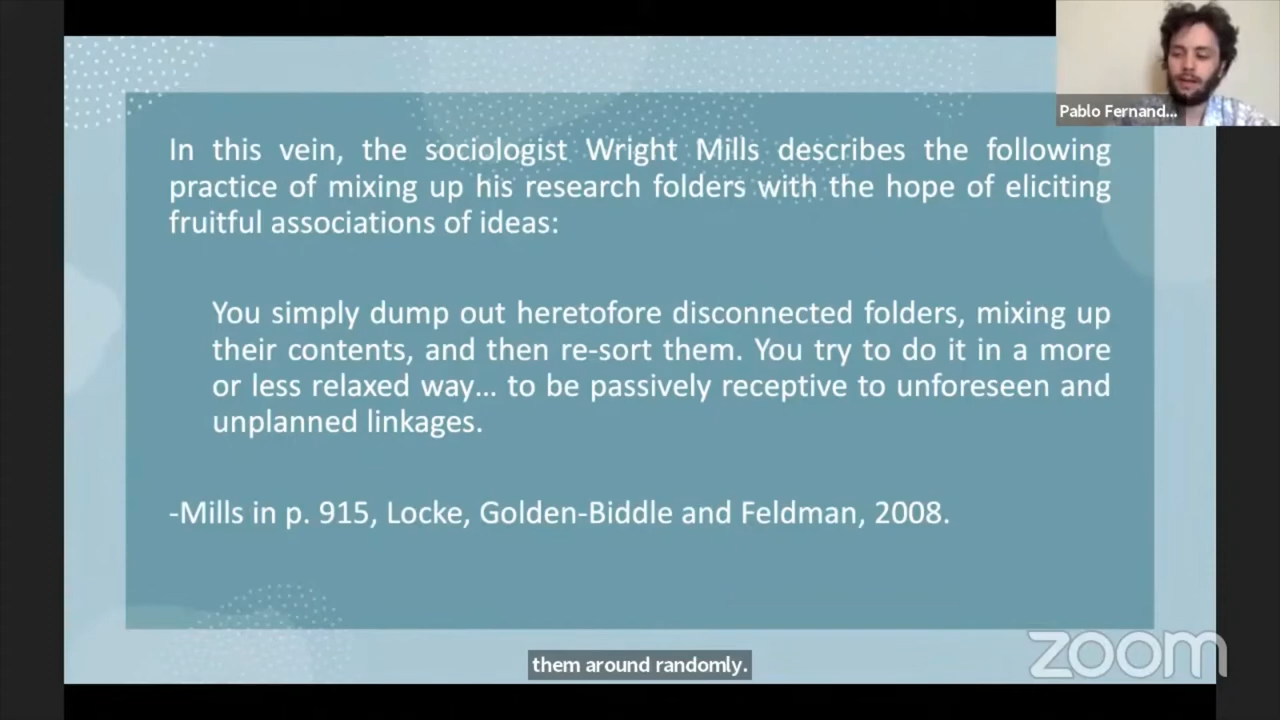 Pablo Fernand...
In this vein, the sociologist Wright Mills describes the following
practice of mixing up his research folders with the hope of eliciting
fruitful associations of ideas:
You simply dump out heretofore disconnected folders, mixing up
their contents, and then re-sort them. You try to do it in a more
or less relaxed way... to be passively receptive to unforeseen and
unplanned linkages.
-Mills in p. 915, Locke, Golden-Biddle and Feldman, 2008.
zoom
them around randomly.